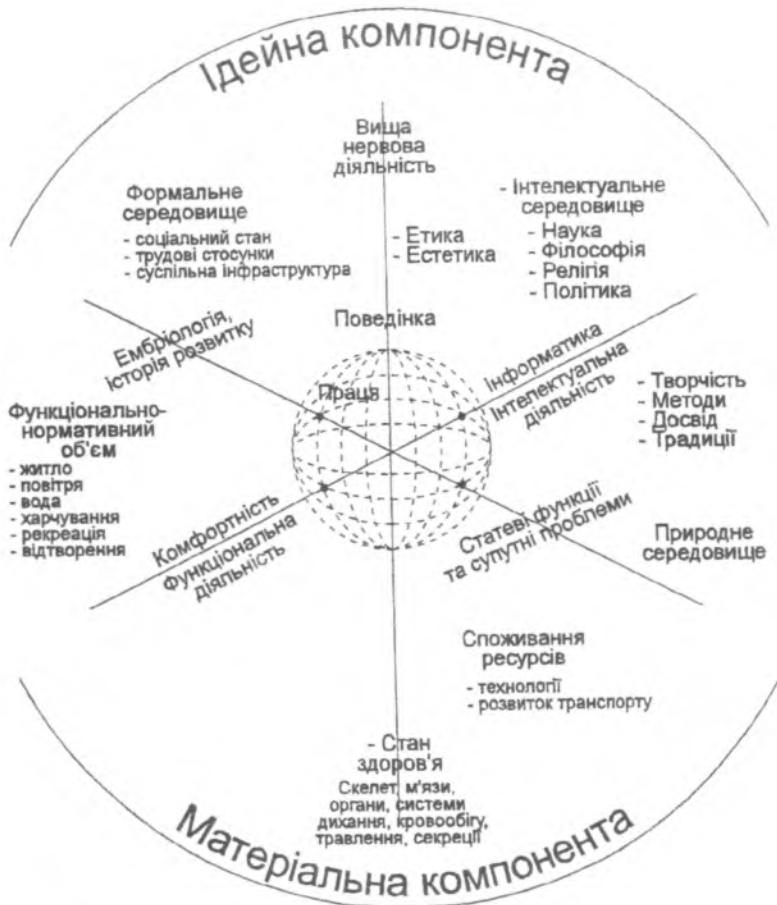 Ідейна компонента
Вища
нервова
діяльність
Формальне
середовище
- соціальний стан
- трудові стосунки
- суспільна інфраструктура
- Етика
- Естетика
- Інтелектуальне
середовище
- Наука
- Філософія
- Релігія
- Політика
Ембріологія,
історія розвитку
Поведінка
Праця
Інформатика
Інтелектуальна
діяльність
- Творчість
- Методи
- Досвід
- Традиції
Функціонально-
нормативний
об'єм
- житло
- повітря
- вода
- харчування
- рекреація
- відтворення
Комфортність
Функціональна
діяльність
Статеві функції
та супутні проблеми
Природне
середовище
Споживання
ресурсів
- технології
- розвиток транспорту
- Стан
здоров'я
Скелет, м'язи,
органи, системи
дихання, кровообігу,
травлення, секреції
Матеріальна компонента